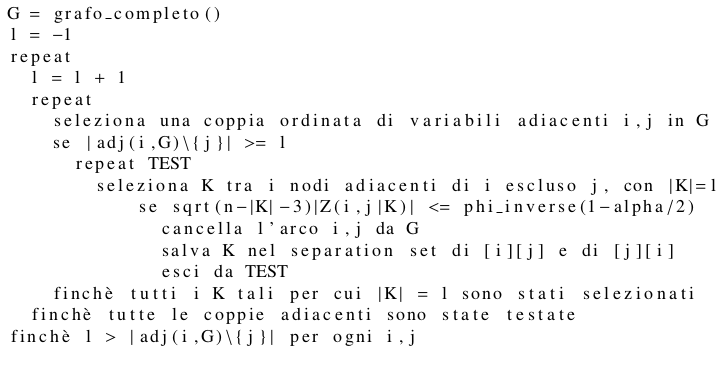 G = grafo_completo()
l = -1
repeat
l = l + 1
repeat
seleziona una coppia ordinata di variabili adiacenti i,j in G
se |adj(i,G)\{j}| >= l
repeat TEST
seleziona K tra i nodi adiacenti di i escluso j, con |K|=l
se sqrt(n-|K|-3)|Z(i,j|K)| <= phi_inverse(1-alpha/2)
cancella l'arco i,j da G
salva K nel separation set di [i][j] e di [j][i]
esci da TEST
finchè tutti i K tali per cui |K| = l sono stati selezionati
finchè tutte le coppie adiacenti sono state testate
finchè l > |adj(i,G)\{j}| per ogni i,j